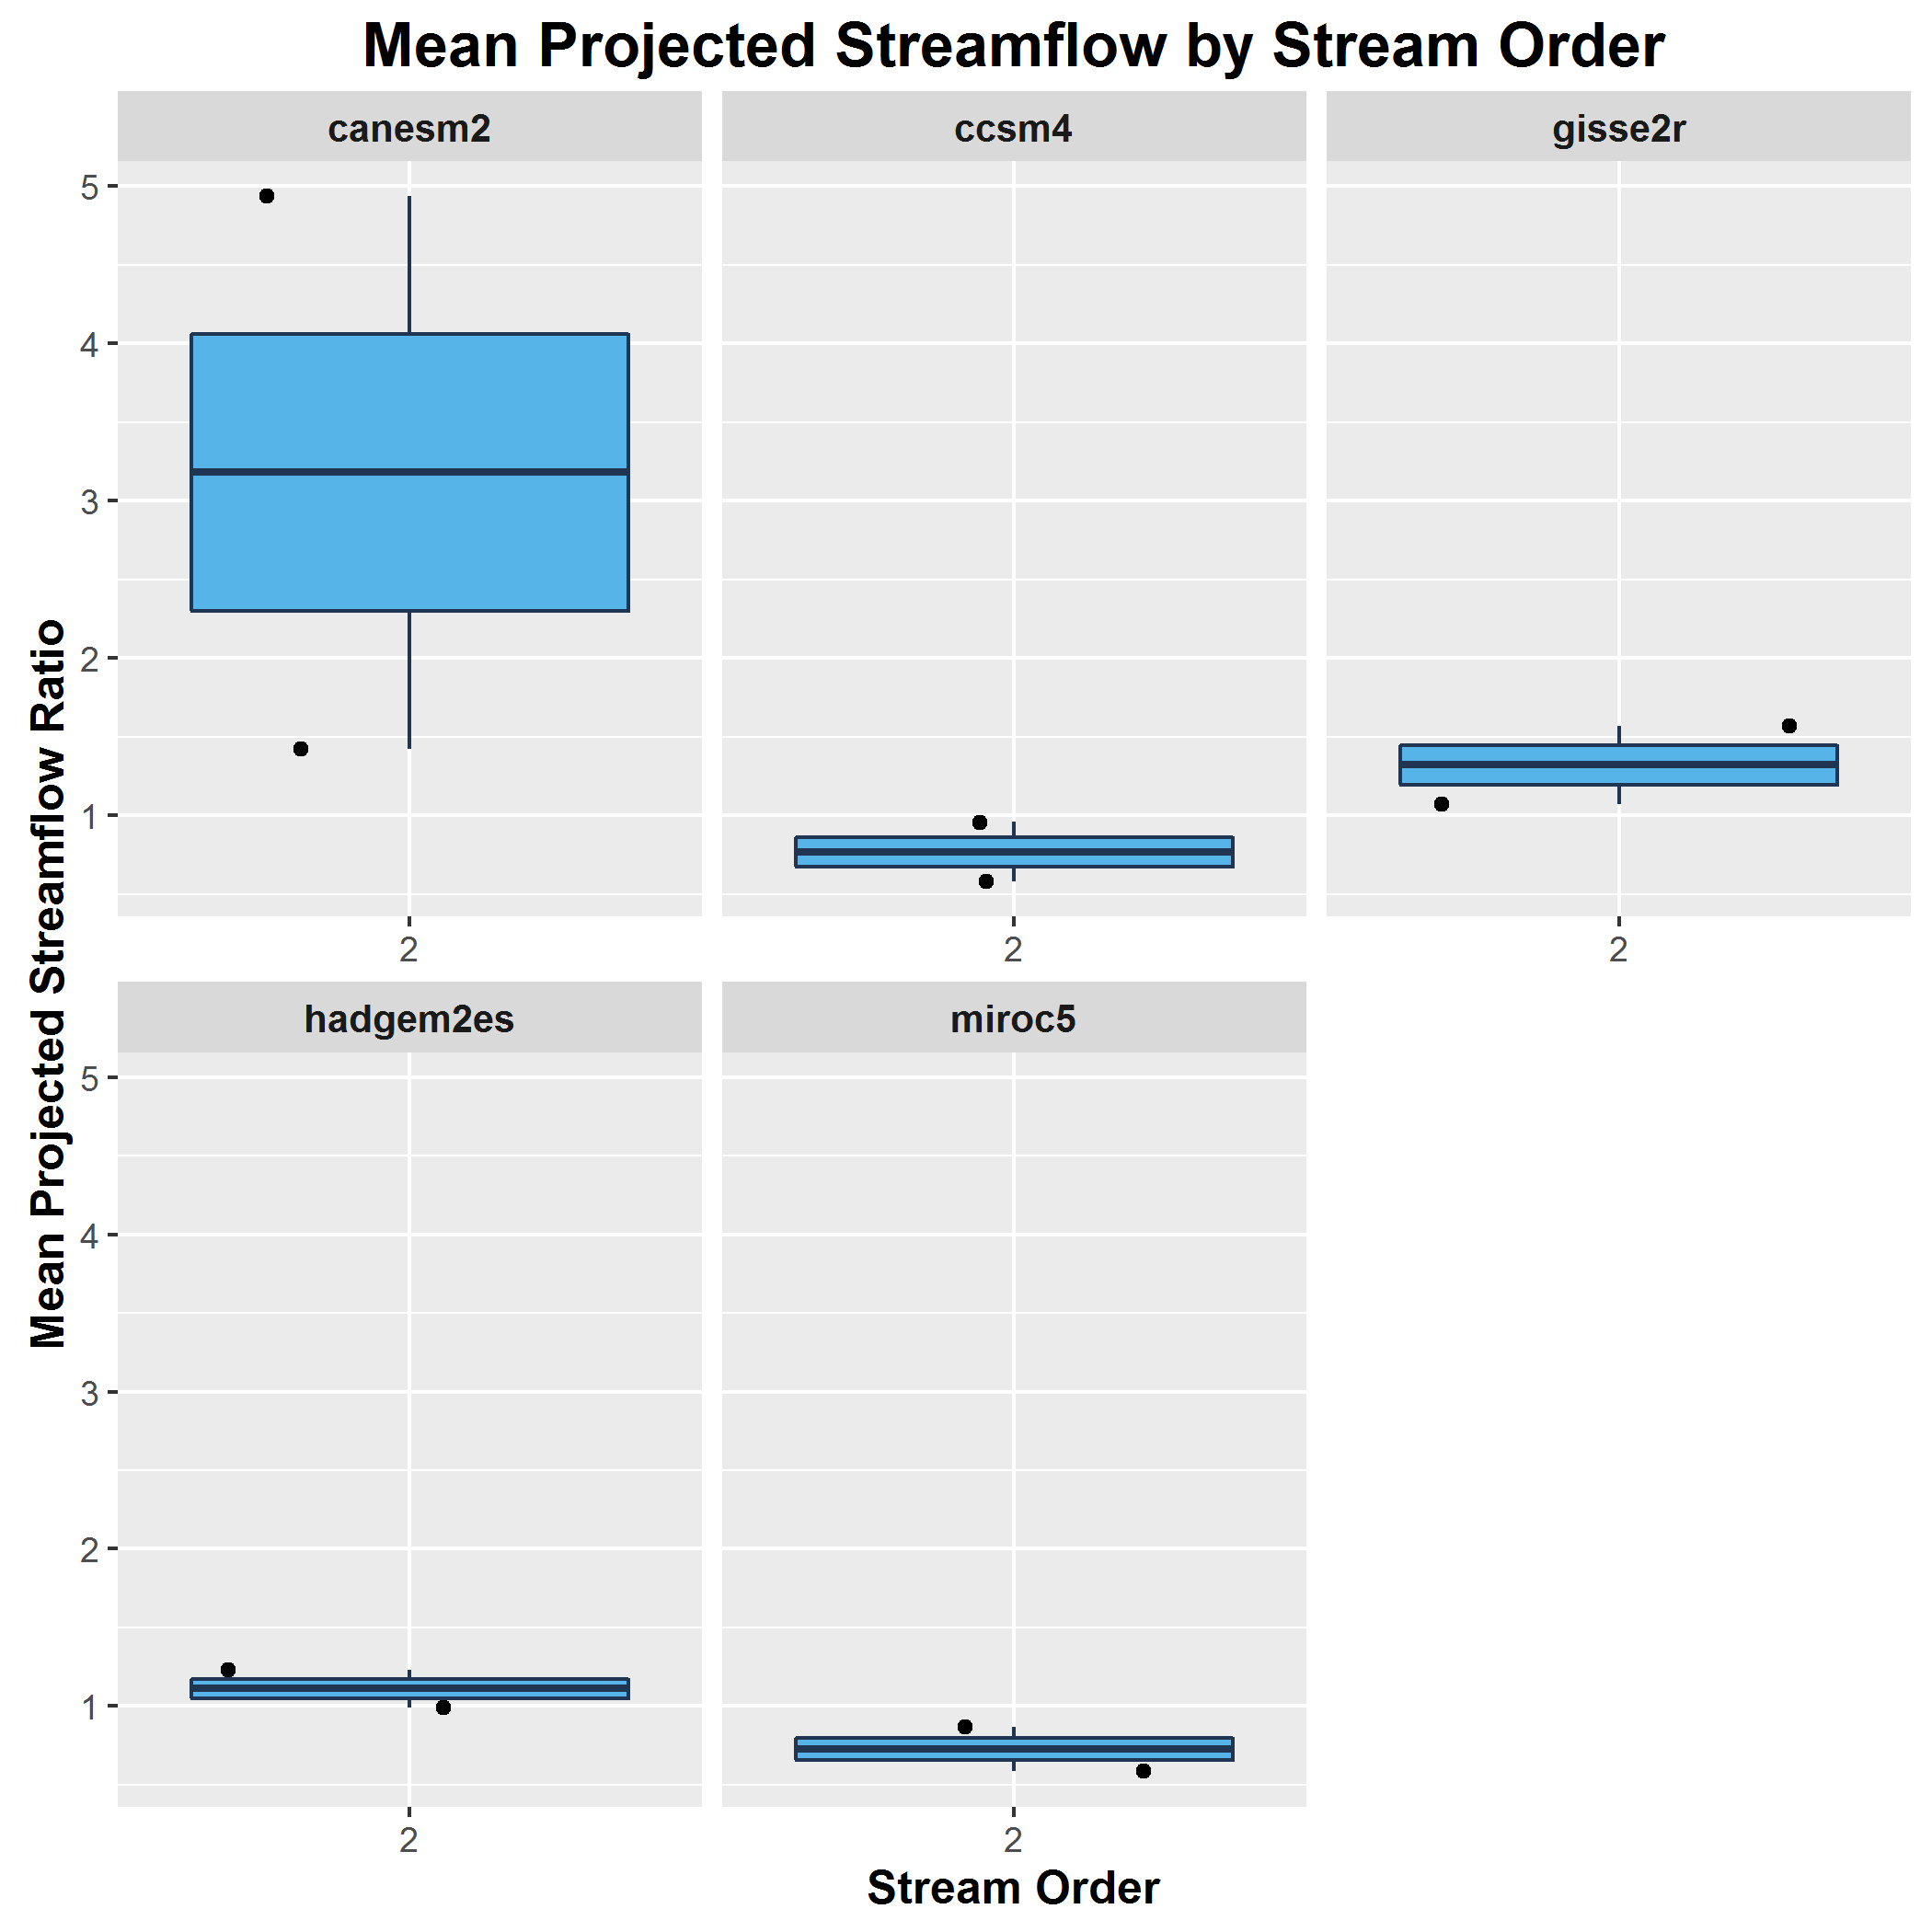 Mean Projected Streamflow by Stream Order
canesm2
ccsm4
gisse2r
5
4
3
2
1
2
2
2
Mean Projected Streamflow Ratio
hadgem2es
miroc5
5
4
3
2
1
2
2
Stream Order